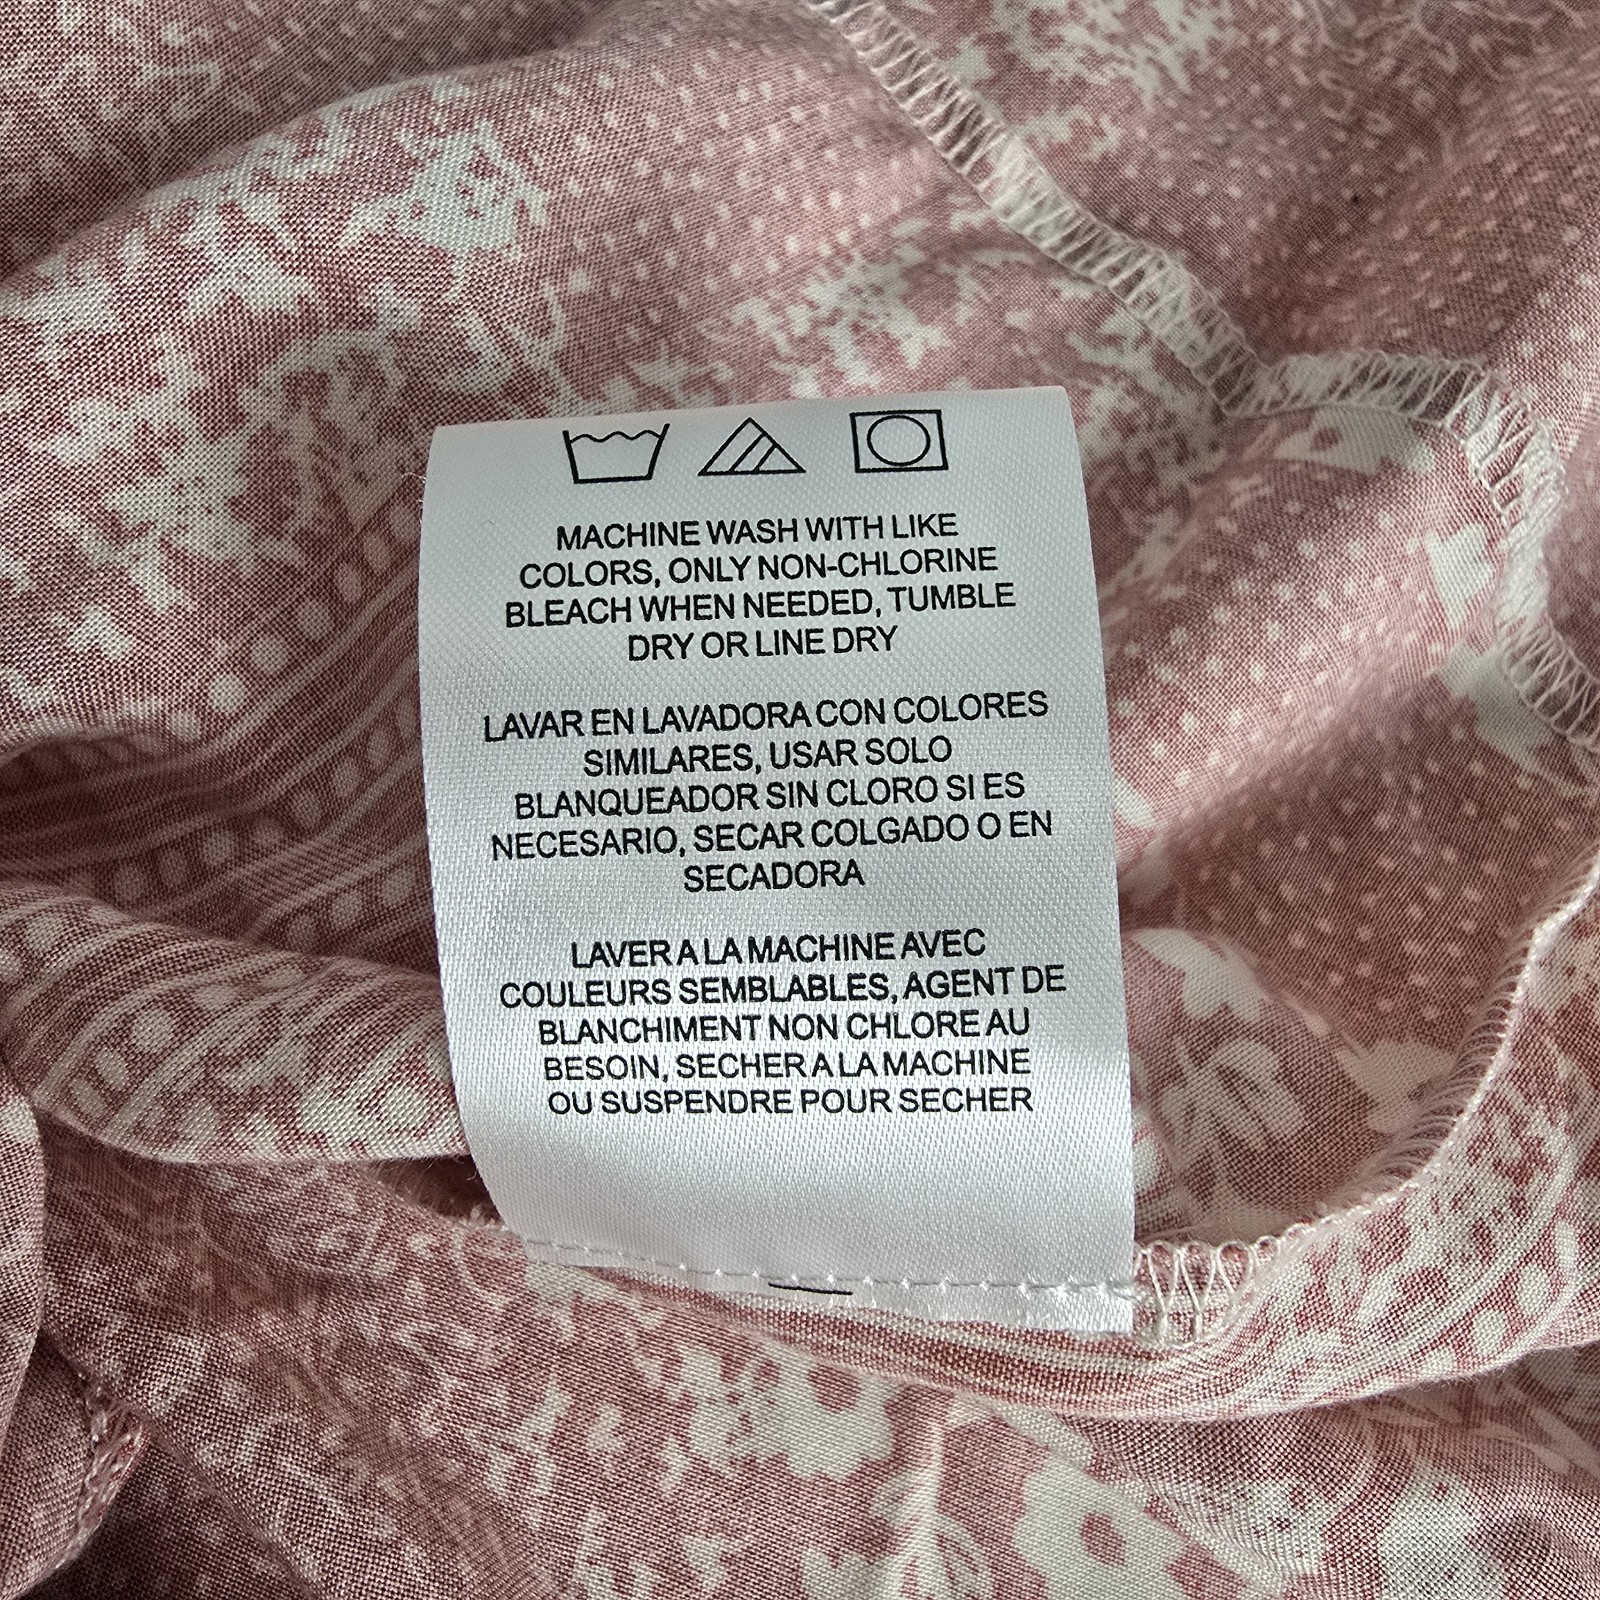 MACHINE WASH WITH LIKE
COLORS, ONLY NON-CHLORINE
BLEACH WHEN NEEDED, TUMBLE
DRY OR LINE DRY
LAVAR EN LAVADORA CON COLORES
SIMILARES, USAR SOLO
BLANQUEADOR SIN CLORO SI ES
NECESARIO, SECAR COLGADO O EN
SECADORA
LAVER A LA MACHINE AVEC
COULEURS SEMBLABLES, AGENT DE
BLANCHIMENT NON CHLORE AU
BESOIN, SECHER A LA MACHINE
OU SUSPENDRE POUR SECHER